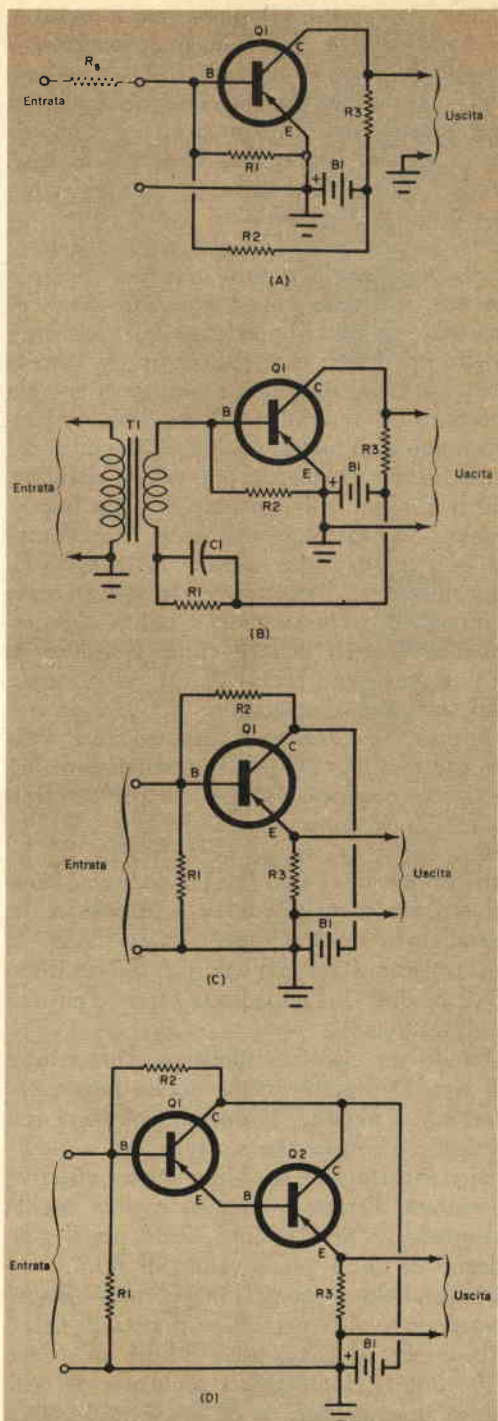 Q1
C
Rs
B
E
R3
Entrata
Uscita
R1
+
B1
R2
(A)
Q1
C
T1
B
R3
Entrata
E
B1
+
Uscita
R2
C1
R1
(B)
R2
Q1
C
B
E
Entrata
R1
R3
Uscita
B1
(C)
R2
Q1
C
Q2
B
C
E
B
E
Entrata
R1
R3
Uscita
+
B1
(D)